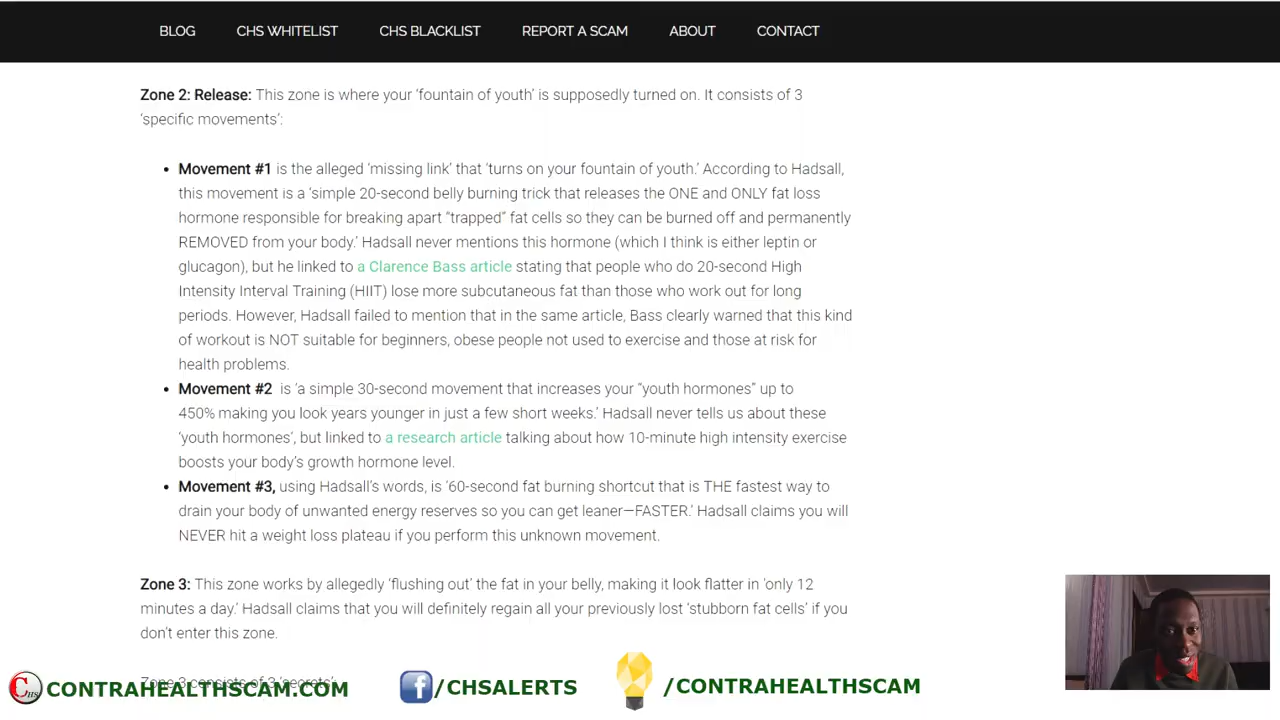 BLOG CHS WHITELIST CHS BLACKLIST REPORT A SCAM ABOUT CONTACT
Zone 2: Release: This zone is where your ‘fountain of youth’ is supposedly turned on. It consists of 3
‘specific movements’:
Movement #1 is the alleged ‘missing link’ that ‘turns on your fountain of youth.’ According to Hadsall,
this movement is a ‘simple 20-second belly burning trick that releases the ONE and ONLY fat loss
hormone responsible for breaking apart “trapped” fat cells so they can be burned off and permanently
REMOVED from your body.’ Hadsall never mentions this hormone (which I think is either leptin or
glucagon), but he linked to a Clarence Bass article stating that people who do 20-second High
Intensity Interval Training (HIIT) lose more subcutaneous fat than those who work out for long
periods. However, Hadsall failed to mention that in the same article, Bass clearly warned that this kind
of workout is NOT suitable for beginners, obese people not used to exercise and those at risk for
health problems.
Movement #2 is ‘a simple 30-second movement that increases your “youth hormones” up to
450% making you look years younger in just a few short weeks.’ Hadsall never tells us about these
‘youth hormones’, but linked to a research article talking about how 10-minute high intensity exercise
boosts your body’s growth hormone level.
Movement #3, using Hadsall’s words, is ‘60-second fat burning shortcut that is THE fastest way to
drain your body of unwanted energy reserves so you can get leaner—FASTER.’ Hadsall claims you will
NEVER hit a weight loss plateau if you perform this unknown movement.
Zone 3: This zone works by allegedly ‘flushing out’ the fat in your belly, making it look flatter in ‘only 12
minutes a day.’ Hadsall claims that you will definitely regain all your previously lost ‘stubborn fat cells’ if you
don’t enter this zone.
Zone 3 consists of 3 ‘secrets’:
CHS CONTRAHEALTHSCAM.COM f /CHSALERTS /CONTRAHEALTHSCAM